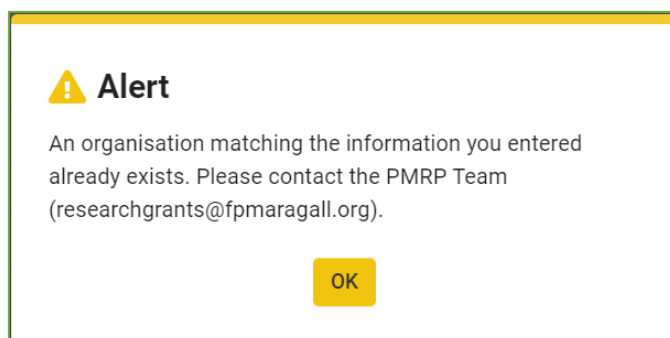 Alert
An organisation matching the information you entered
already exists. Please contact the PMRP Team
(researchgrants@fpmaragall.org).
OK